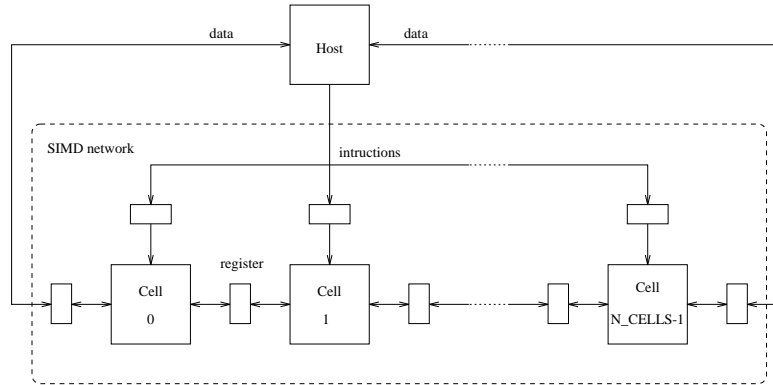 data
Host
data
SIMD network
intructions
register
Cell
0
Cell
1
Cell
N_CELLS-1